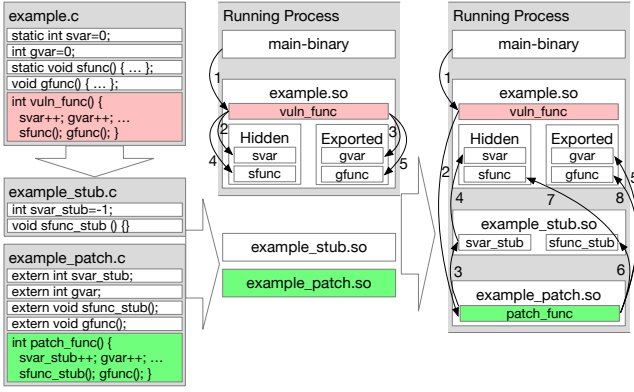 example.c
static int svar=0;
int gvar=0;
static void sfunc() { ... };
void gfunc() { ... };
int vuln_func() {
svar++; gvar++; ...
sfunc(); gfunc(); }
example_stub.c
int svar_stub=-1;
void sfunc_stub () {}
example_patch.c
extern int svar_stub;
extern int gvar;
extern void sfunc_stub();
extern void gfunc();
int patch_func() {
svar_stub++; gvar++; ...
sfunc_stub(); gfunc(); }
Running Process
main-binary
1
example.so
vuln_func
2
3
4
5
Hidden
svar
sfunc
Exported
gvar
gfunc
example_stub.so
example_patch.so
Running Process
main-binary
1
example.so
vuln_func
Hidden
svar
sfunc
Exported
gvar
gfunc
2
5
4
7
8
example_stub.so
svar_stub
sfunc_stub
3
6
example_patch.so
patch_func